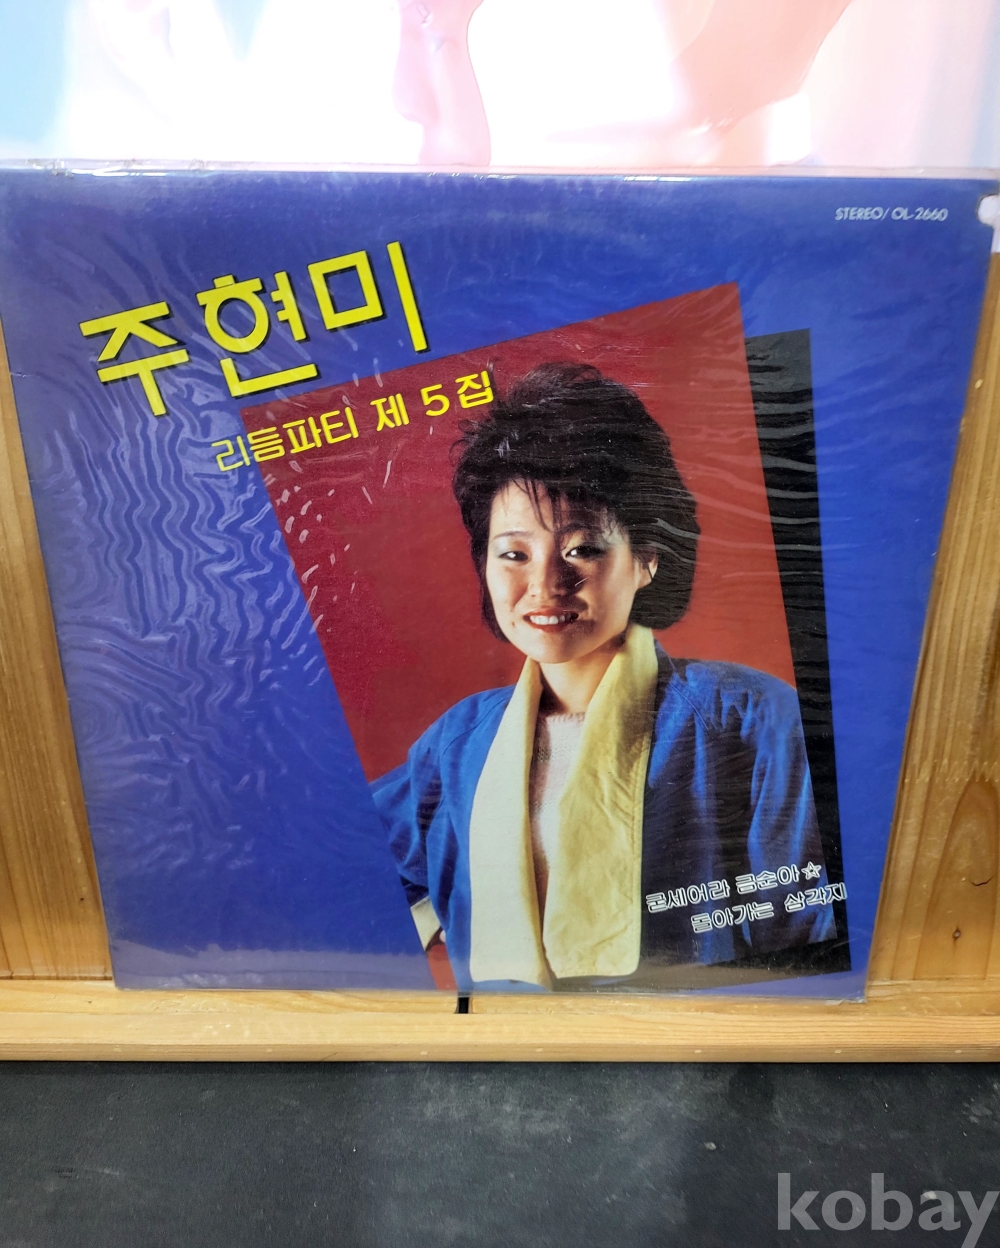 STEREO/ OL-2660
주현미
리듬파티 제 5 집
굳세어라 금순아☆
돌아가는 삼각지
kobay